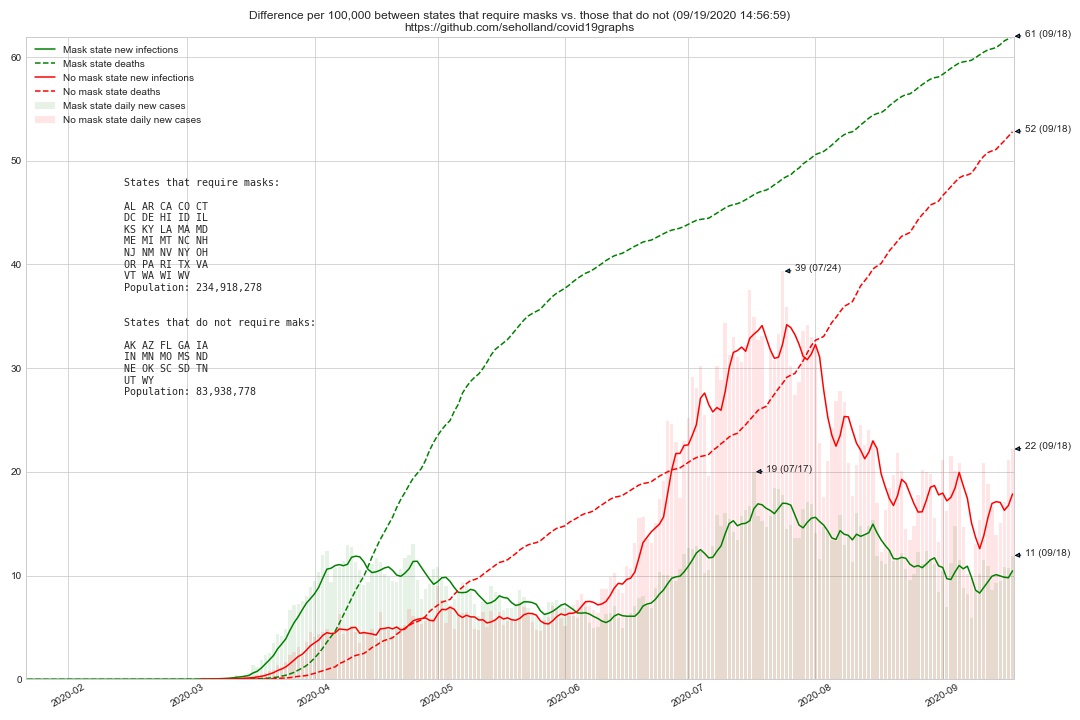 Difference per 100,000 between states that require masks vs. those that do not (09/19/2020 14:56:59)
https://github.com/seholland/covid19graphs
Mask state new infections
Mask state deaths
No mask state new infections
No mask state deaths
Mask state daily new cases
No mask state daily new cases
States that require masks:
AL AR CA CO CT
DC DE HI ID IL
KS KY LA MA MD
ME MI MT NC NH
NJ NM NV NY OH
OR PA RI TX VA
VT WA WI WV
Population: 234,918,278
States that do not require maks:
AK AZ FL GA IA
IN MN MO MS ND
NE OK SC SD TN
UT WY
Population: 83,938,778
61 (09/18)
52 (09/18)
39 (07/24)
19 (07/17)
22 (09/18)
11 (09/18)
60
50
40
30
20
10
0
2020-02
2020-03
2020-04
2020-05
2020-06
2020-07
2020-08
2020-09